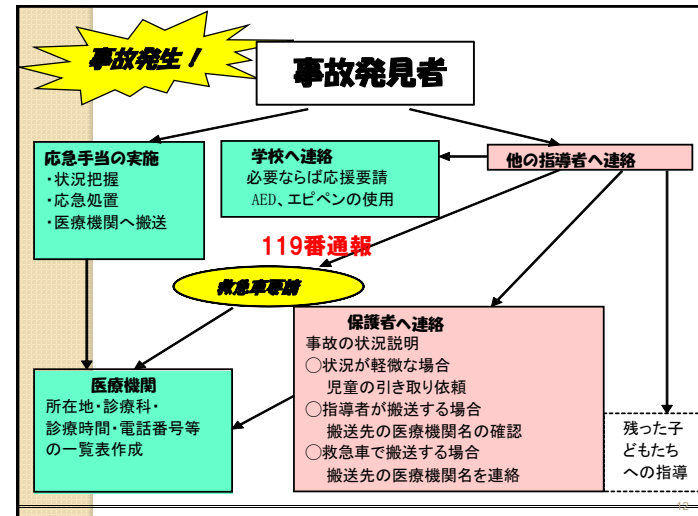 事故発生！
事故発見者
応急手当の実施
・状況把握
・応急処置
・医療機関へ搬送
学校へ連絡
必要ならば応援要請
AED、エピペンの使用
他の指導者へ連絡
119番通報
救急車要請
保護者へ連絡
事故の状況説明
○状況が軽微な場合
児童の引き取り依頼
○指導者が搬送する場合
搬送先の医療機関名の確認
○救急車で搬送する場合
搬送先の医療機関名を連絡
医療機関
所在地・診療科・
診療時間・電話番号等
の一覧表作成
残った子
どもたち
への指導
12